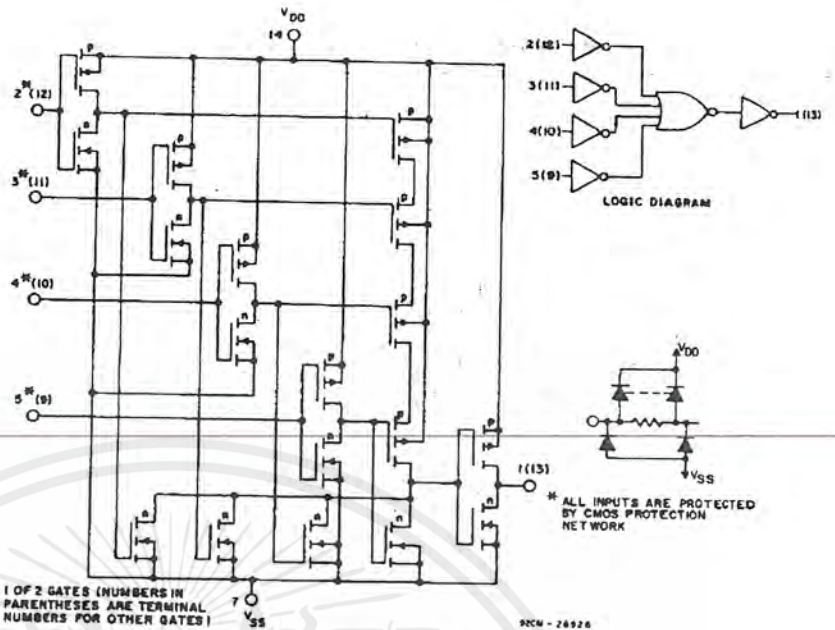 VDD
14
p
2*(12)
n
p
3*(11)
n
p
4*(10)
n
p
5*(9)
n
p
p
p
p
n
n
n
n
p
n
1(13)
7
VSS
1 OF 2 GATES (NUMBERS IN
PARENTHESES ARE TERMINAL
NUMBERS FOR OTHER GATES)
2(12)
3(11)
4(10)
5(9)
1(13)
LOGIC DIAGRAM
VDD
VSS
* ALL INPUTS ARE PROTECTED
BY CMOS PROTECTION
NETWORK
92CM-26926